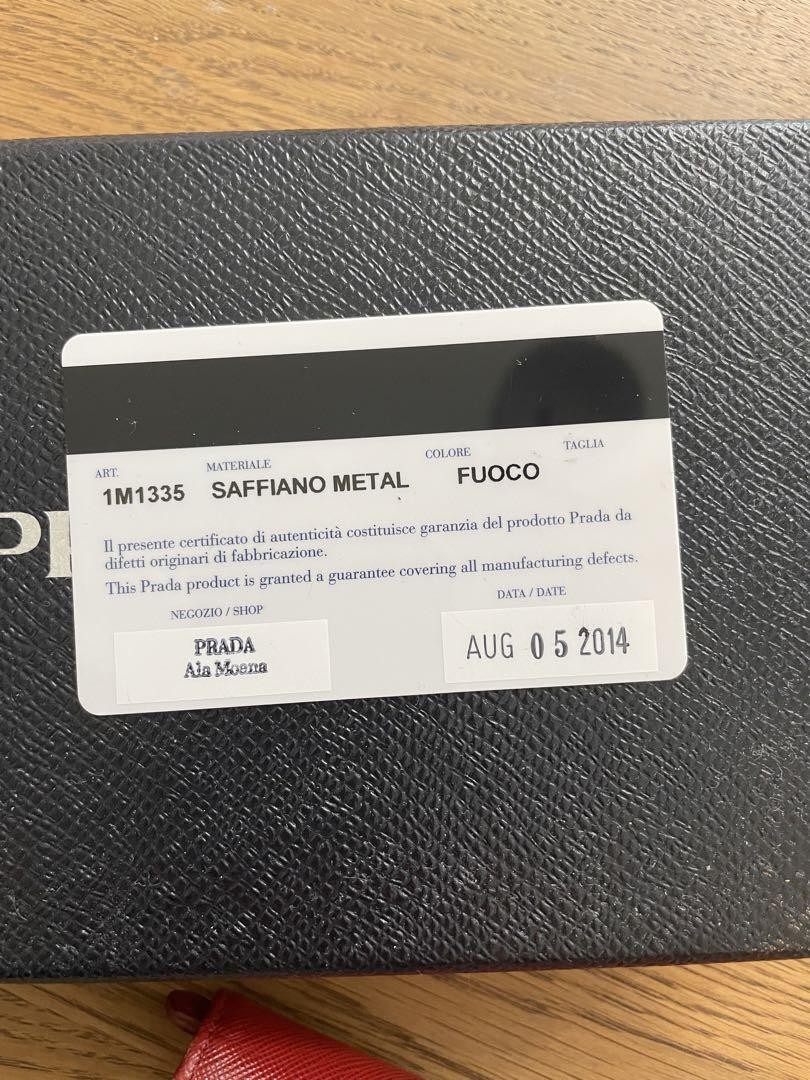 ART.
MATERIALE
COLORE
TAGLIA
1M1335
SAFFIANO METAL
FUOCO
Il presente certificato di autenticità costituisce garanzia del prodotto Prada da
difetti originari di fabbricazione.
This Prada product is granted a guarantee covering all manufacturing defects.
NEGOZIO / SHOP
DATA / DATE
PRADA
Ala Moana
AUG 05 2014